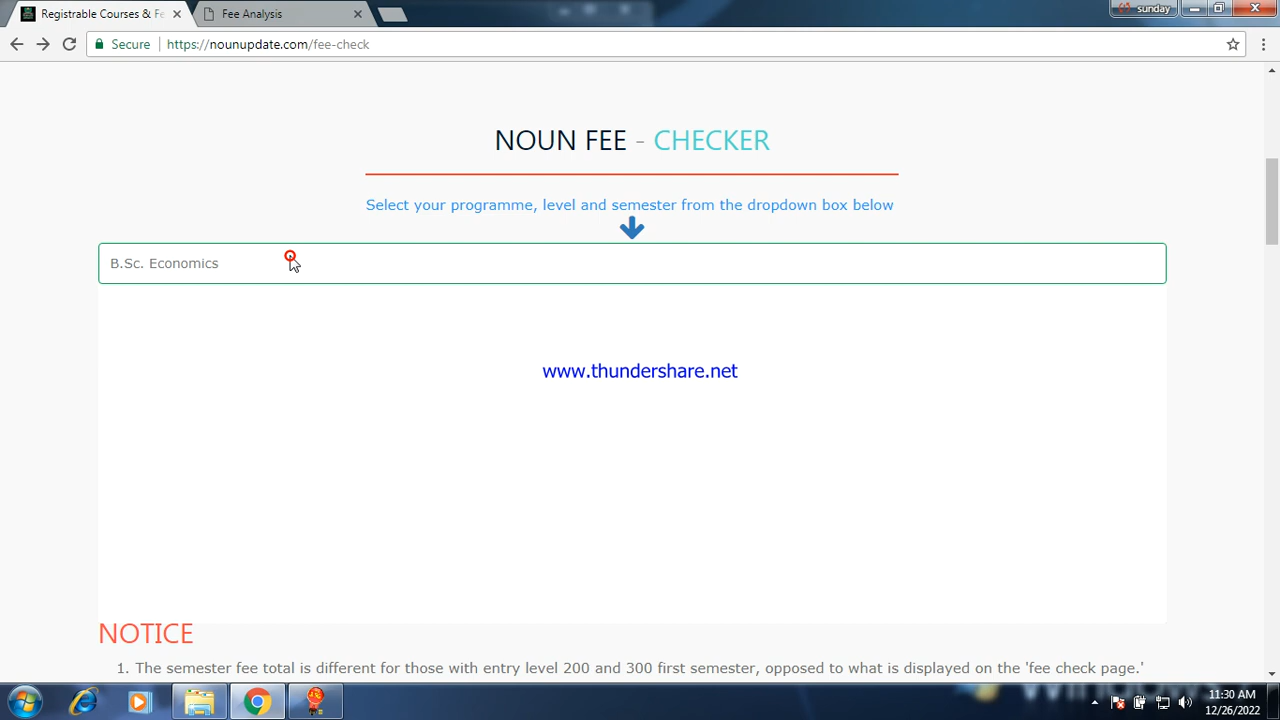 Registrable Courses & Fe
Fee Analysis
sunday
Secure
https://nounupdate.com/fee-check
NOUN FEE - CHECKER
Select your programme, level and semester from the dropdown box below
B.Sc. Economics
www.thundershare.net
NOTICE
1. The semester fee total is different for those with entry level 200 and 300 first semester, opposed to what is displayed on the 'fee check page.'
11:30 AM
12/26/2022